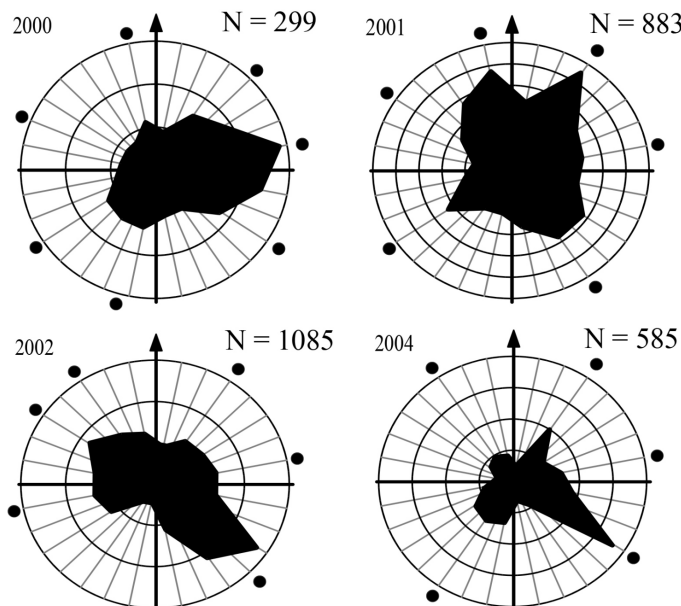 2000
N = 299
2001
N = 883
2002
N = 1085
2004
N = 585